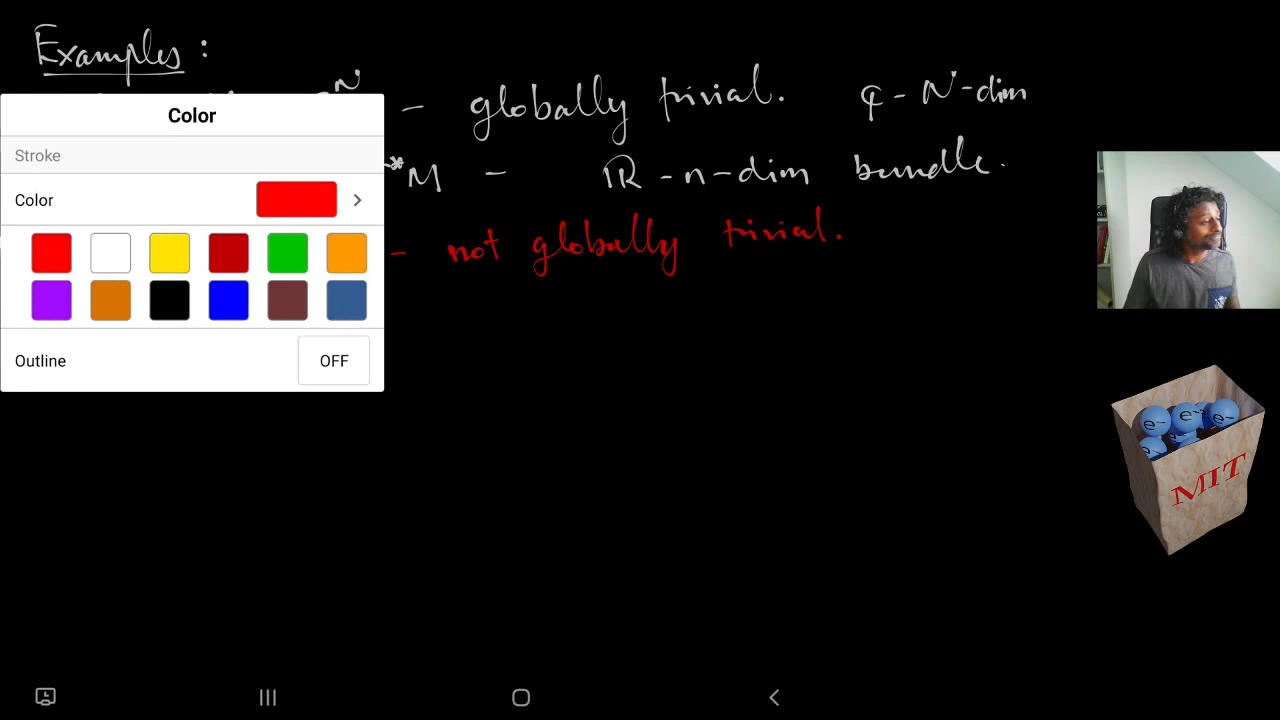 Examples :
N - globally trivial. ₵ - N - dim
*M - ℝ - n - dim bundle.
- not globally trivial.
Color
Stroke
Color
Outline OFF
e⁻ e⁻ e⁻
e⁻
MIT